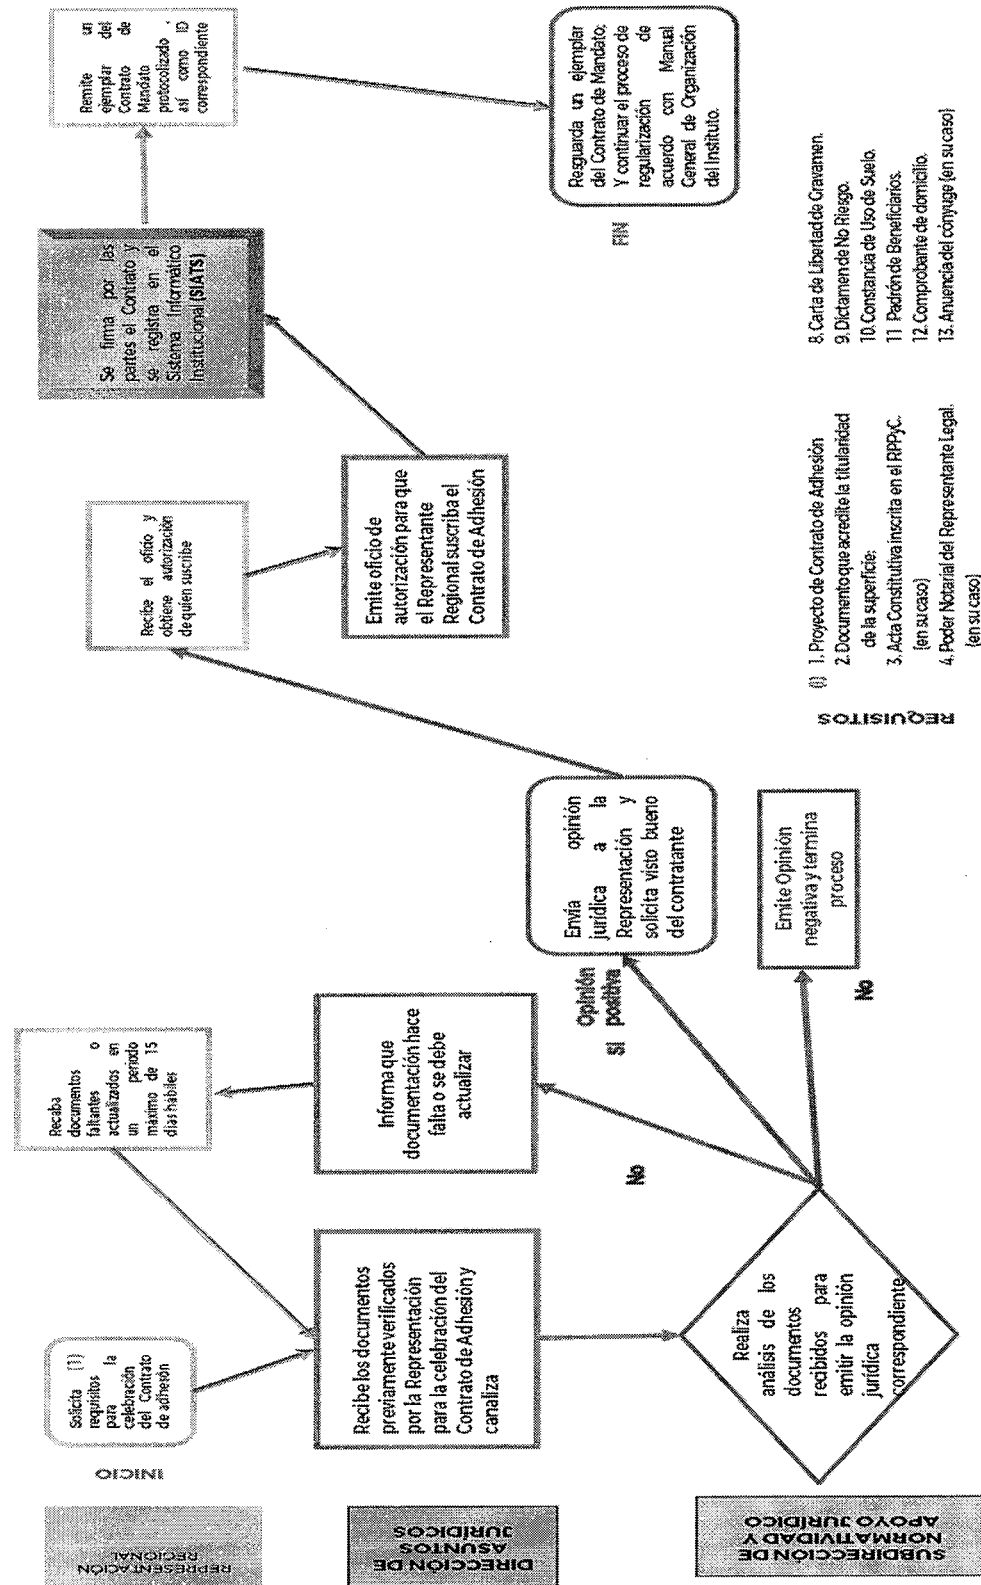 REPRESENTACIÓN
REGIONAL
INICIO
Solicita (1)
requisitos
para la
celebración
del Contrato
de adhesión
Recaba
documentos
faltantes o
actualizados en
un período
máximo de 15
días hábiles
Recibe el oficio y
obtiene autorización
de quién suscribe
Se firma por las
partes el Contrato y
se registra en el
Sistema Informático
Institucional (SIATS)
Remite un
ejemplar del
Contrato de
Mandato
protocolizado ,
así como ID
correspondiente
DIRECCIÓN DE
ASUNTOS
JURÍDICOS
Recibe los documentos
previamente verificados
por la Representación
para la celebración del
Contrato de Adhesión y
canaliza
Informa que
documentación hace
falta o se debe
actualizar
Emite oficio de
autorización para que
el Representante
Regional suscriba el
Contrato de Adhesión
SUBDIRECCIÓN DE
NORMATIVIDAD Y
APOYO JURÍDICO
Realiza
análisis de los
documentos
recibidos para
emitir la opinión
jurídica
correspondiente
No
Opinión
SI positiva
Envía opinión
jurídica a la
Representación y
solicita visto bueno
del contratante
No
Emite Opinión
negativa y termina
proceso
FIN
Resguarda un ejemplar
del Contrato de Mandato;
Y continuar el proceso de
regularización de
acuerdo con Manual
General de Organización
del Instituto.
REQUISITOS
(1) 1. Proyecto de Contrato de Adhesión
2. Documento que acredite la titularidad
de la superficie;
3. Acta Constitutiva inscrita en el RPPyC.
(en su caso)
4. Poder Notarial del Representante Legal.
(en su caso)
8. Carta de Libertad de Gravamen.
9. Dictamen de No Riesgo.
10. Constancia de Uso de Suelo.
11 Padrón de Beneficiarios.
12. Comprobante de domicilio.
13. Anuencia del cónyuge (en su caso)